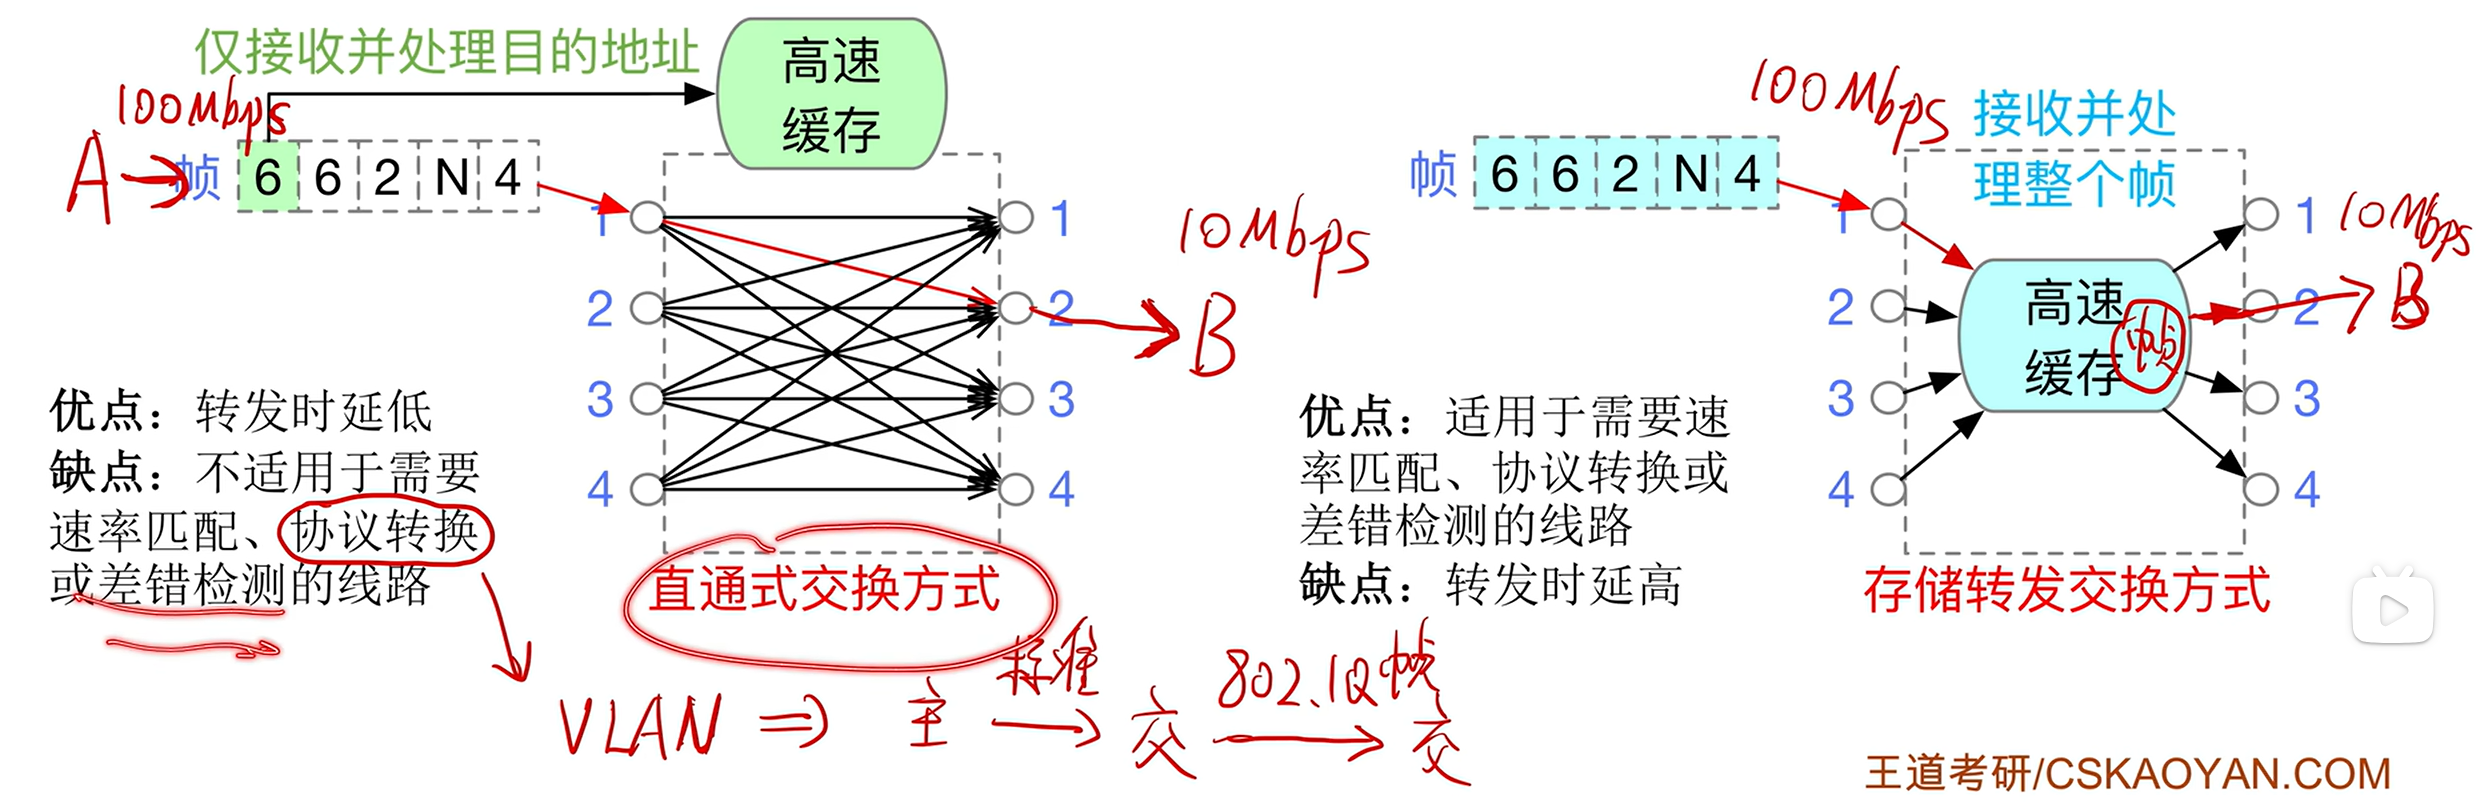 仅接收并处理目的地址
高速
缓存
100Mbps
A
帧 6 6 2 N 4
1
2
3
4
1
2
3
4
10Mbps
B
优点：转发时延低
缺点：不适用于需要
速率匹配、协议转换
或差错检测的线路
直通式交换方式
100Mbps
接收并处
理整个帧
帧 6 6 2 N 4
1
2
3
4
高速
缓存
帧
1
2
3
4
10Mbps
B
优点：适用于需要速
率匹配、协议转换或
差错检测的线路
缺点：转发时延高
存储转发交换方式
标准 802.1Q帧
VLAN ⇒ 主 → 交 → 交
王道考研/CSKAOYAN.COM